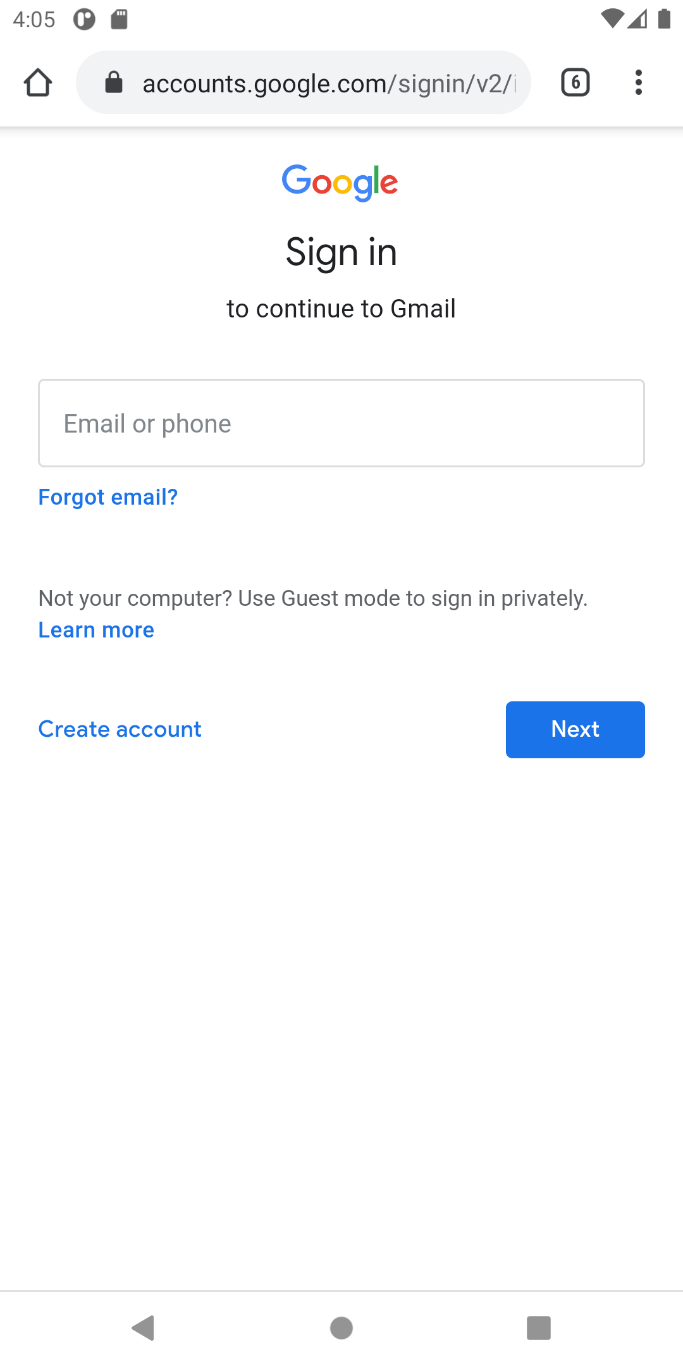 4:05
accounts.google.com/signin/v2/
6
Google
Sign in
to continue to Gmail
Email or phone
Forgot email?
Not your computer? Use Guest mode to sign in privately.
Learn more
Create account
Next